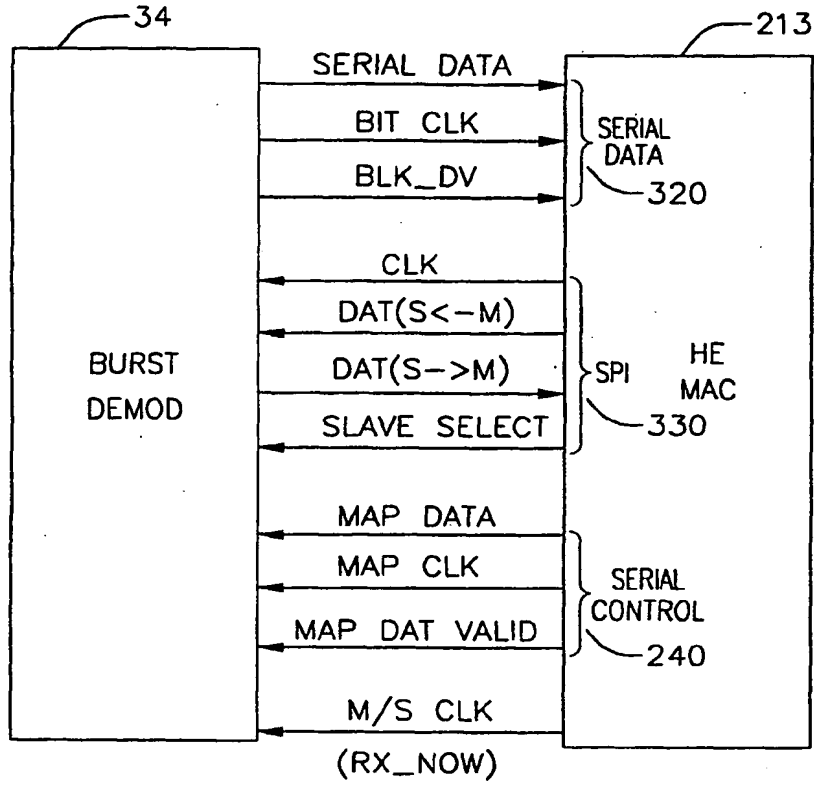 34
213
SERIAL DATA
BIT CLK
BLK_DV
SERIAL
DATA
320
CLK
DAT(S<-M)
DAT(S->M)
SLAVE SELECT
SPI
330
BURST
DEMOD
HE
MAC
MAP DATA
MAP CLK
MAP DAT VALID
SERIAL
CONTROL
240
M/S CLK
(RX_NOW)